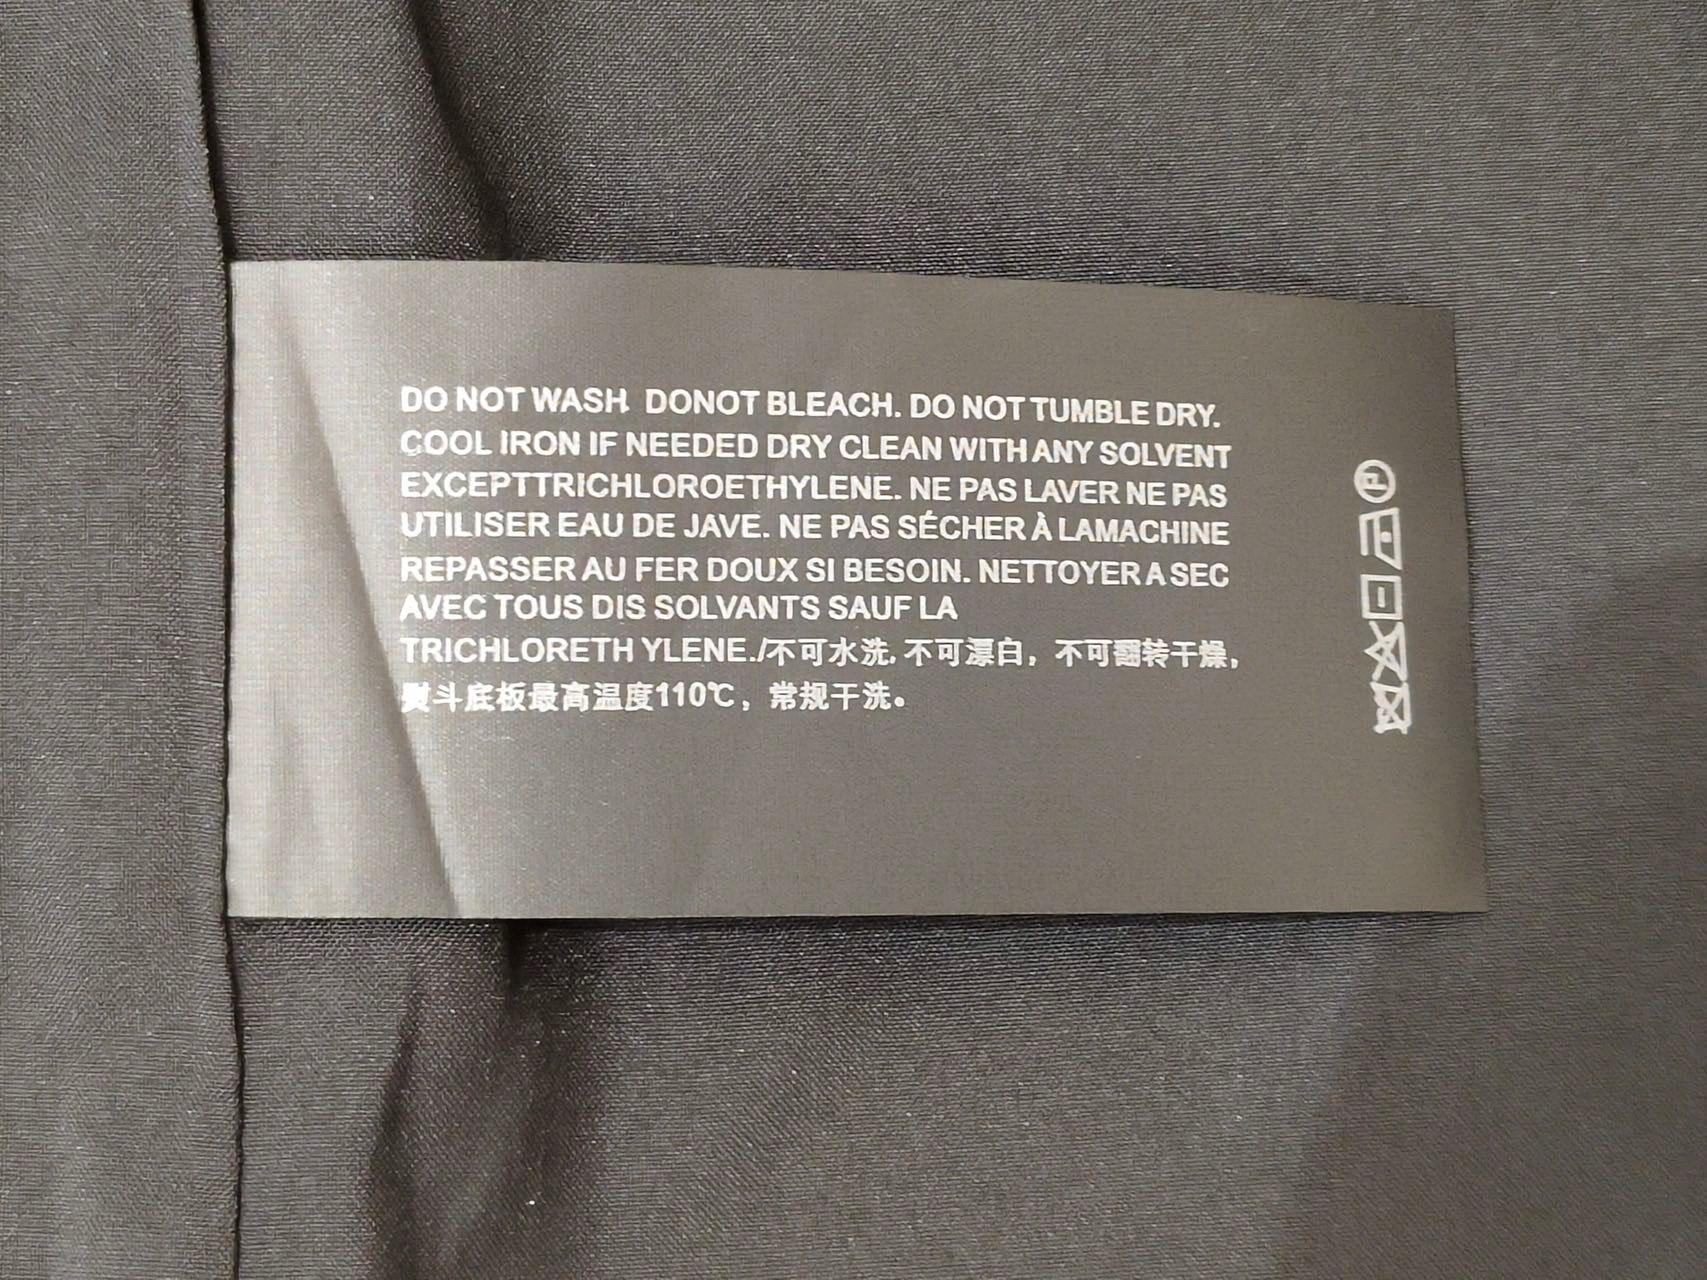 DO NOT WASH. DONOT BLEACH. DO NOT TUMBLE DRY.
COOL IRON IF NEEDED DRY CLEAN WITH ANY SOLVENT
EXCEPTTRICHLOROETHYLENE. NE PAS LAVER NE PAS
UTILISER EAU DE JAVE. NE PAS SÉCHER À LAMACHINE
REPASSER AU FER DOUX SI BESOIN. NETTOYER A SEC
AVEC TOUS DIS SOLVANTS SAUF LA
TRICHLORETH YLENE./不可水洗, 不可漂白，不可翻转干燥，
熨斗底板最高温度110℃，常规干洗。
P